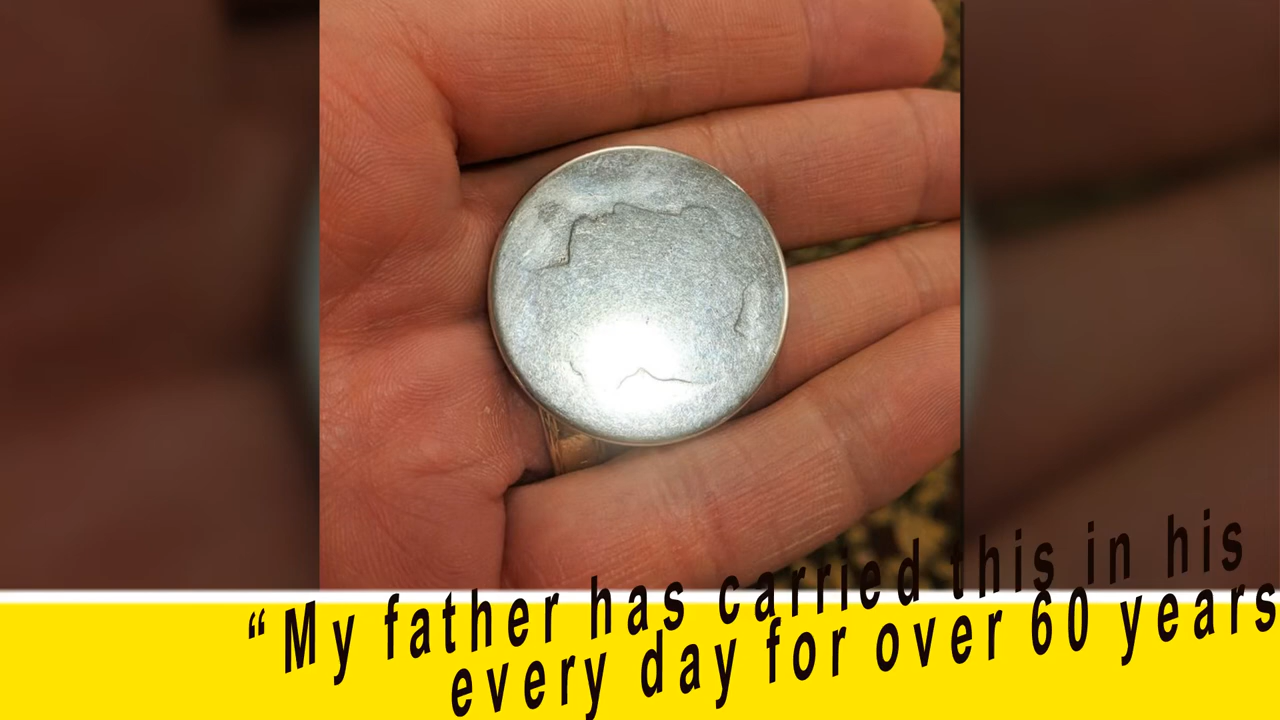 “My father has carried this in his
every day for over 60 years